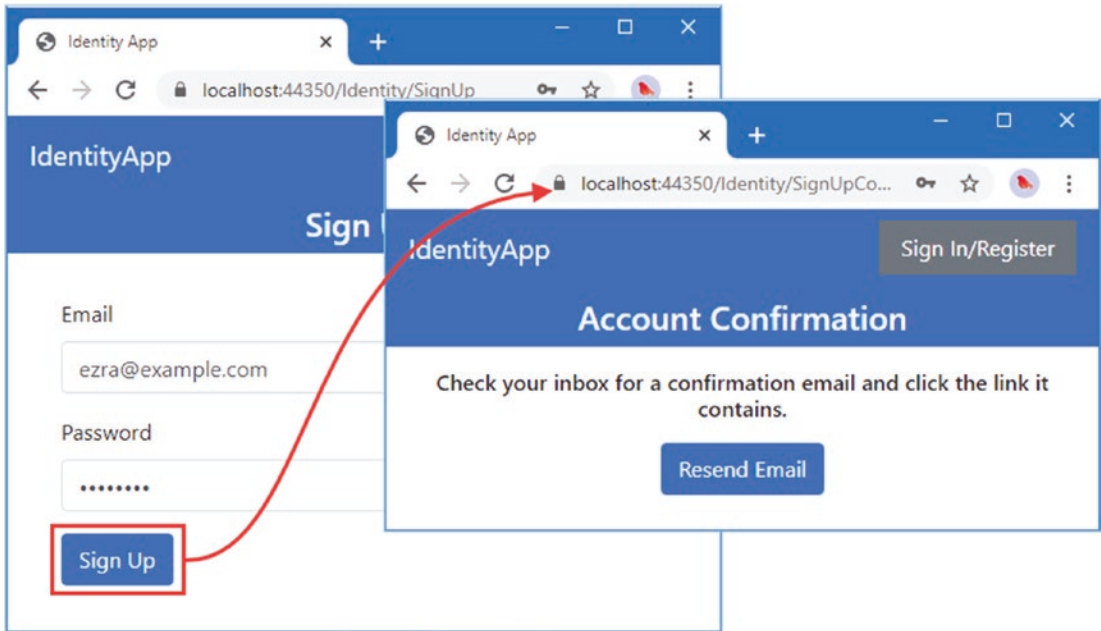 Identity App
localhost:44350/Identity/SignUp
IdentityApp
Sign
Email
ezra@example.com
Password
••••••••
Sign Up
Identity App
localhost:44350/Identity/SignUpCo...
IdentityApp
Sign In/Register
Account Confirmation
Check your inbox for a confirmation email and click the link it
contains.
Resend Email